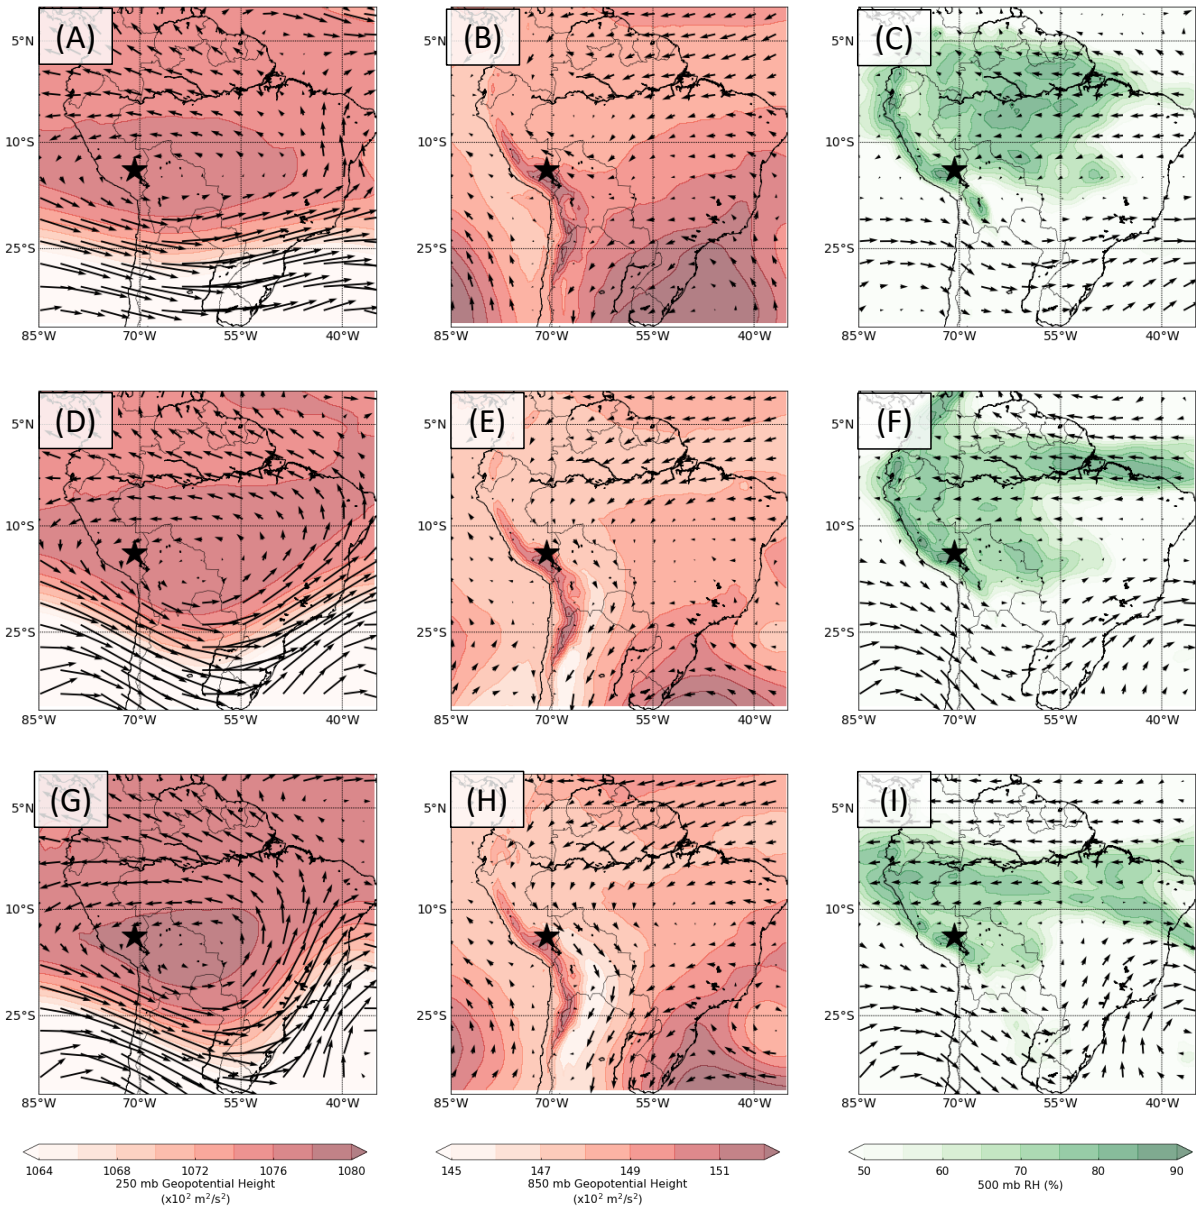 (A)
(B)
(C)
5°N
10°S
25°S
85°W 70°W 55°W 40°W
5°N
10°S
25°S
85°W 70°W 55°W 40°W
5°N
10°S
25°S
85°W 70°W 55°W 40°W
(D)
(E)
(F)
5°N
10°S
25°S
85°W 70°W 55°W 40°W
5°N
10°S
25°S
85°W 70°W 55°W 40°W
5°N
10°S
25°S
85°W 70°W 55°W 40°W
(G)
(H)
(I)
5°N
10°S
25°S
85°W 70°W 55°W 40°W
5°N
10°S
25°S
85°W 70°W 55°W 40°W
5°N
10°S
25°S
85°W 70°W 55°W 40°W
1064 1068 1072 1076 1080
250 mb Geopotential Height
(x10² m²/s²)
145 147 149 151
850 mb Geopotential Height
(x10² m²/s²)
50 60 70 80 90
500 mb RH (%)